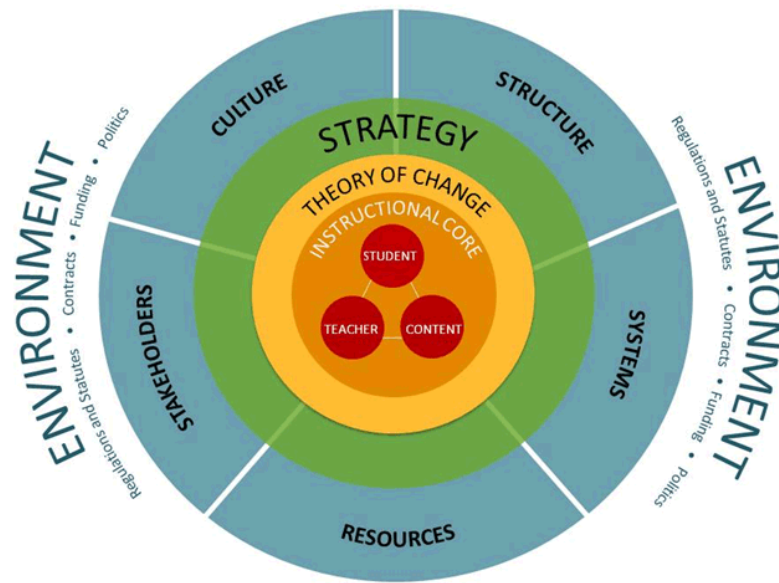 CULTURE
STRUCTURE
STRATEGY
THEORY OF CHANGE
INSTRUCTIONAL CORE
STUDENT
TEACHER
CONTENT
STAKEHOLDERS
SYSTEMS
RESOURCES
ENVIRONMENT
Regulations and Statutes • Contracts • Funding • Politics
ENVIRONMENT
Regulations and Statutes • Contracts • Funding • Politics